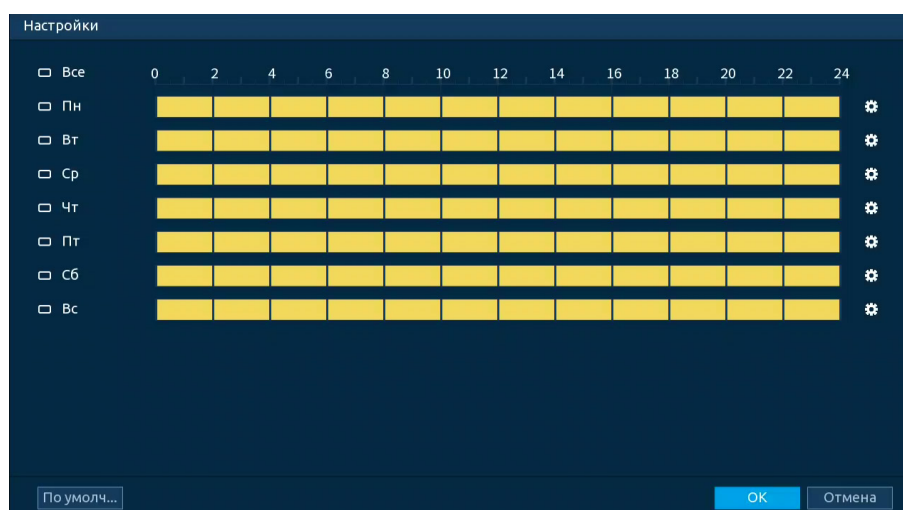 Настройки
Все 0 2 4 6 8 10 12 14 16 18 20 22 24
Пн
Вт
Ср
Чт
Пт
Сб
Вс
По умолч... OK Отмена